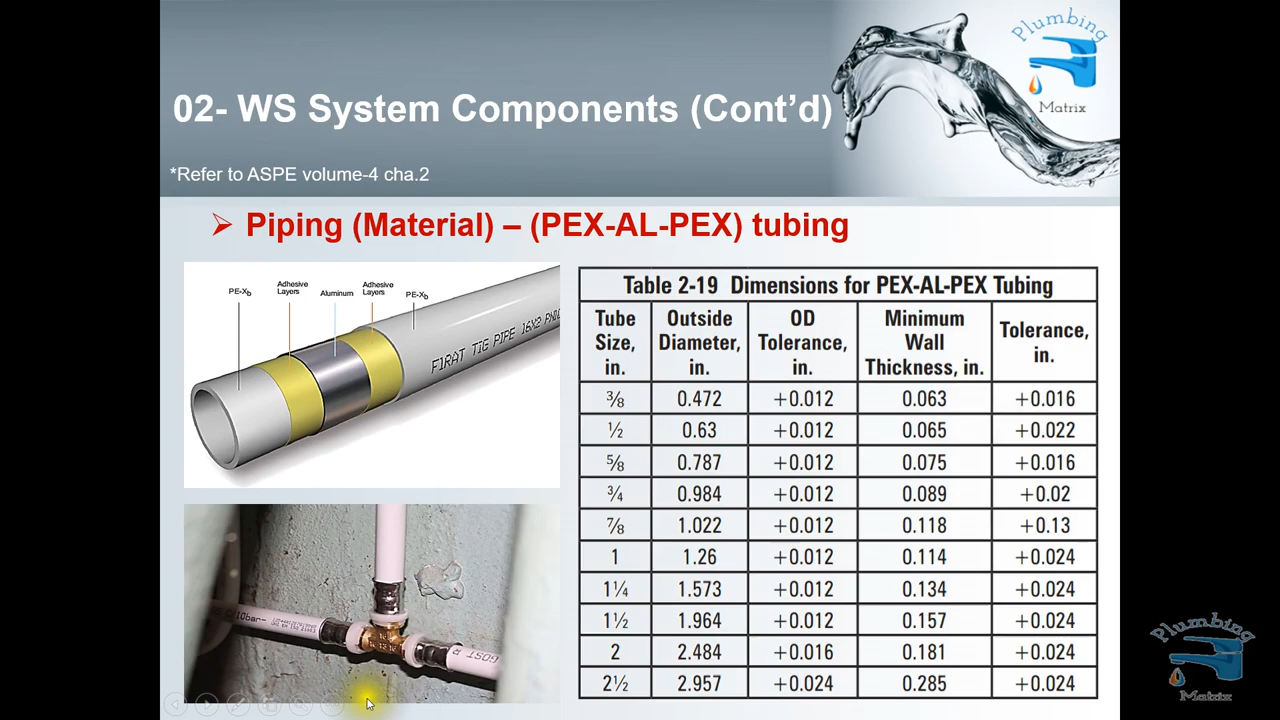 Plumbing
Matrix
02- WS System Components (Cont’d)
*Refer to ASPE volume-4 cha.2
Piping (Material) – (PEX-AL-PEX) tubing
PE-Xb
Adhesive
Layers
Aluminum
Adhesive
Layers
PE-Xb
FIRAT TIG PIPE 16X2
10bar-
GOST R
Table 2-19 Dimensions for PEX-AL-PEX Tubing
Tube Size, in. Outside Diameter, in. OD Tolerance, in. Minimum Wall Thickness, in. Tolerance, in.
⅜ 0.472 +0.012 0.063 +0.016
½ 0.63 +0.012 0.065 +0.022
⅝ 0.787 +0.012 0.075 +0.016
¾ 0.984 +0.012 0.089 +0.02
⅞ 1.022 +0.012 0.118 +0.13
1 1.26 +0.012 0.114 +0.024
1¼ 1.573 +0.012 0.134 +0.024
1½ 1.964 +0.012 0.157 +0.024
2 2.484 +0.016 0.181 +0.024
2½ 2.957 +0.024 0.285 +0.024
Plumbing
Matrix